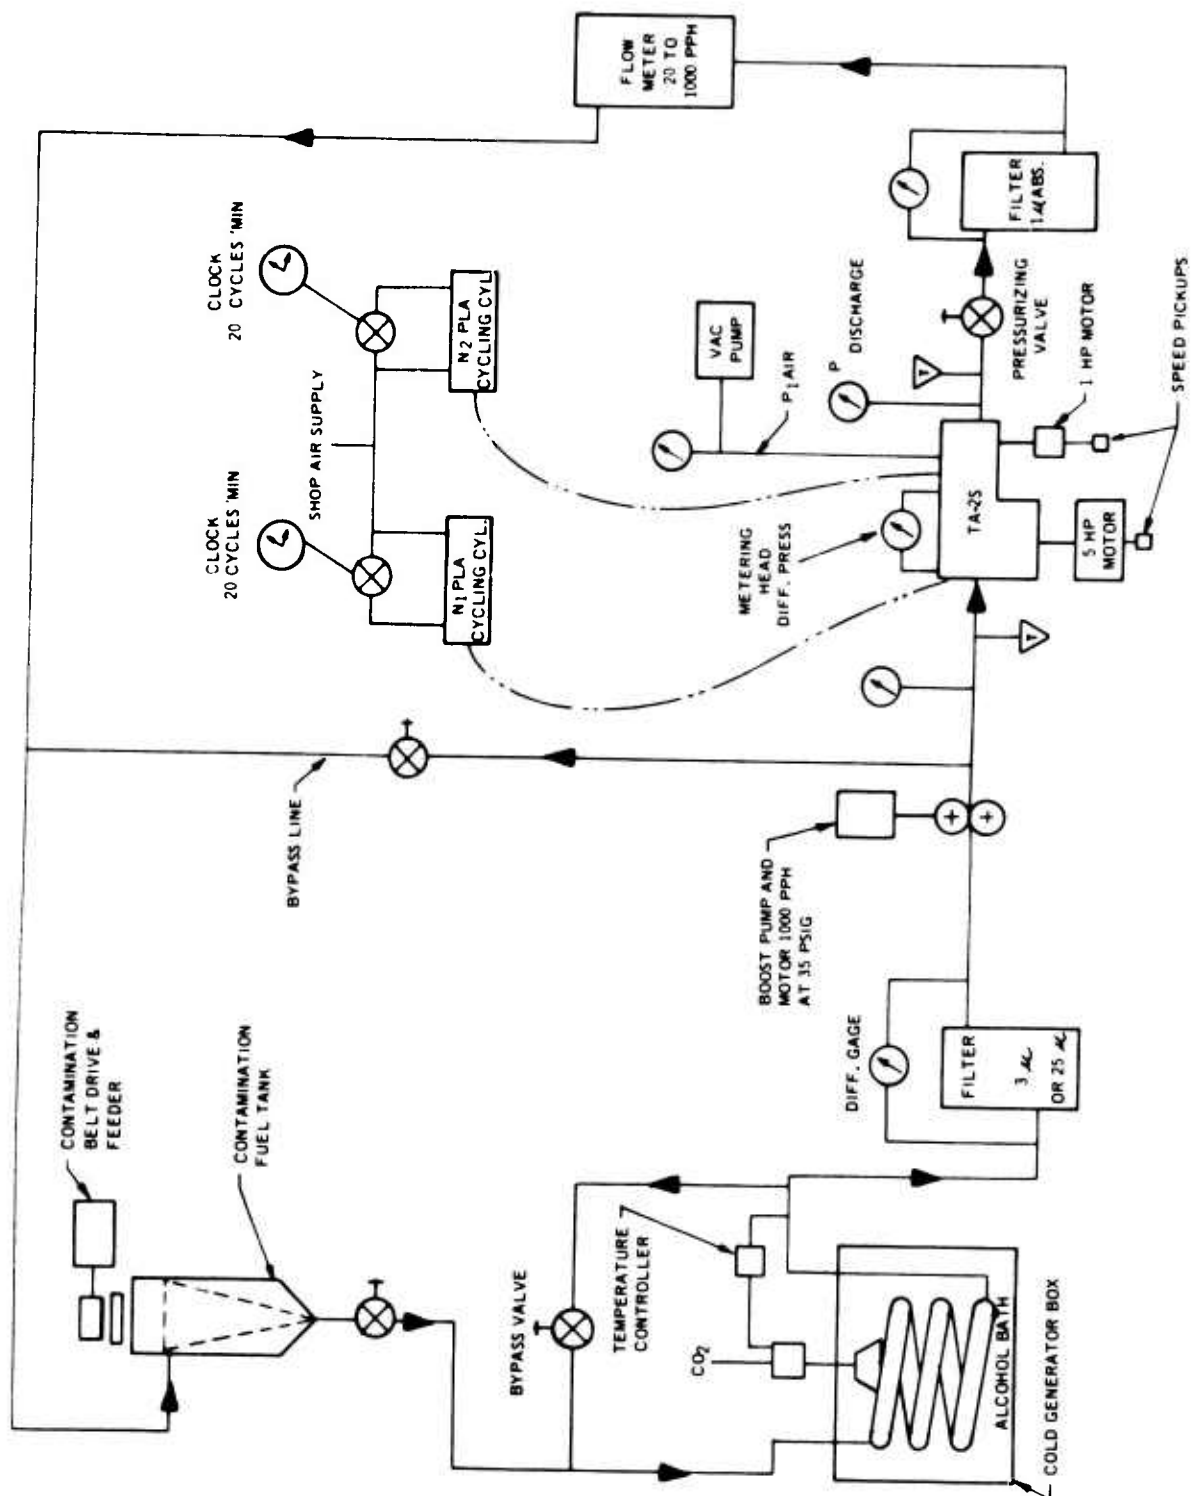 FLOW
METER
20 TO
1000 PPH
CLOCK
20 CYCLES 'MIN
N2 PLA
CYCLING CYL.
SHOP AIR SUPPLY
CLOCK
20 CYCLES 'MIN
N1 PLA
CYCLING CYL.
FILTER
1 μ ABS.
PRESSURIZING
VALVE
P DISCHARGE
T
VAC
PUMP
P1 AIR
1 HP MOTOR
SPEED PICKUPS
TA-2S
5 HP
MOTOR
METERING
HEAD
DIFF. PRESS
T
BYPASS LINE
BOOST PUMP AND
MOTOR 1000 PPH
AT 35 PSIG
DIFF. GAGE
FILTER
3 μ
OR 25 μ
CONTAMINATION
BELT DRIVE &
FEEDER
CONTAMINATION
FUEL TANK
BYPASS VALVE
TEMPERATURE
CONTROLLER
CO2
ALCOHOL BATH
COLD GENERATOR BOX